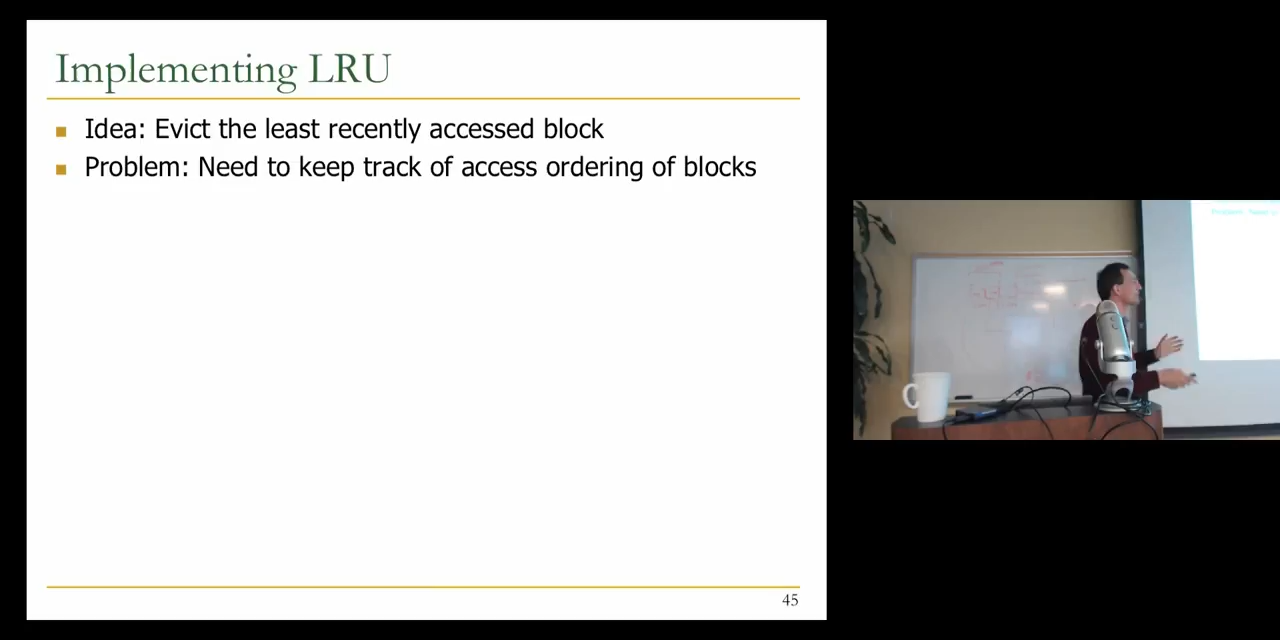 Implementing LRU
Idea: Evict the least recently accessed block
Problem: Need to keep track of access ordering of blocks
45